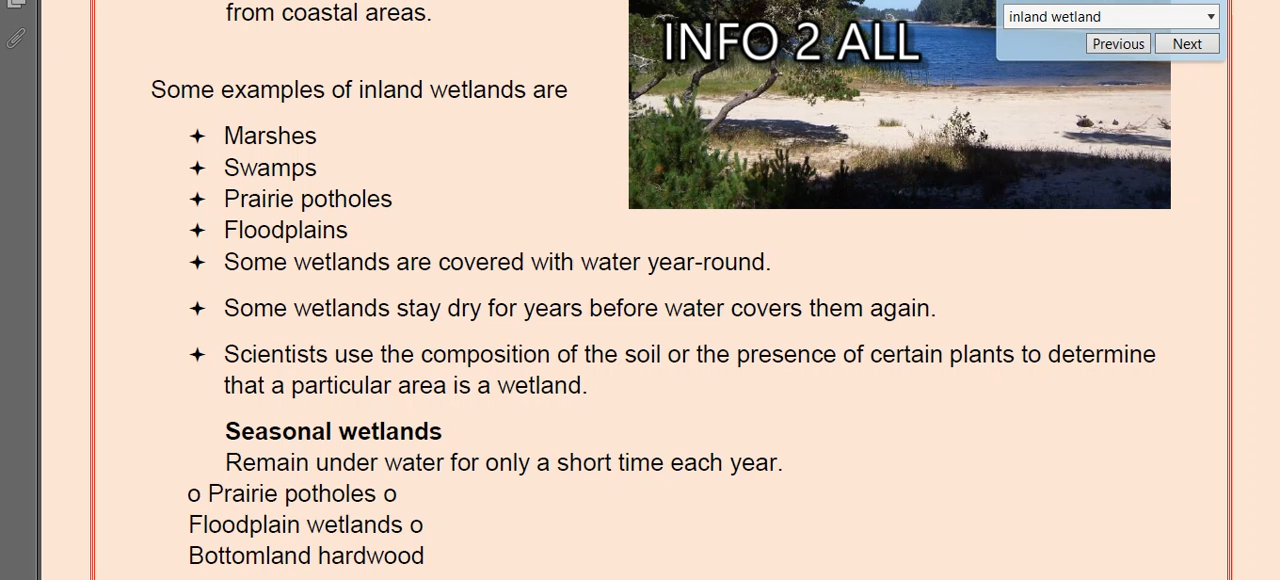 from coastal areas.
INFO 2 ALL
inland wetland
Previous Next
Some examples of inland wetlands are
Marshes
Swamps
Prairie potholes
Floodplains
Some wetlands are covered with water year-round.
Some wetlands stay dry for years before water covers them again.
Scientists use the composition of the soil or the presence of certain plants to determine
that a particular area is a wetland.
Seasonal wetlands
Remain under water for only a short time each year.
o Prairie potholes o
Floodplain wetlands o
Bottomland hardwood